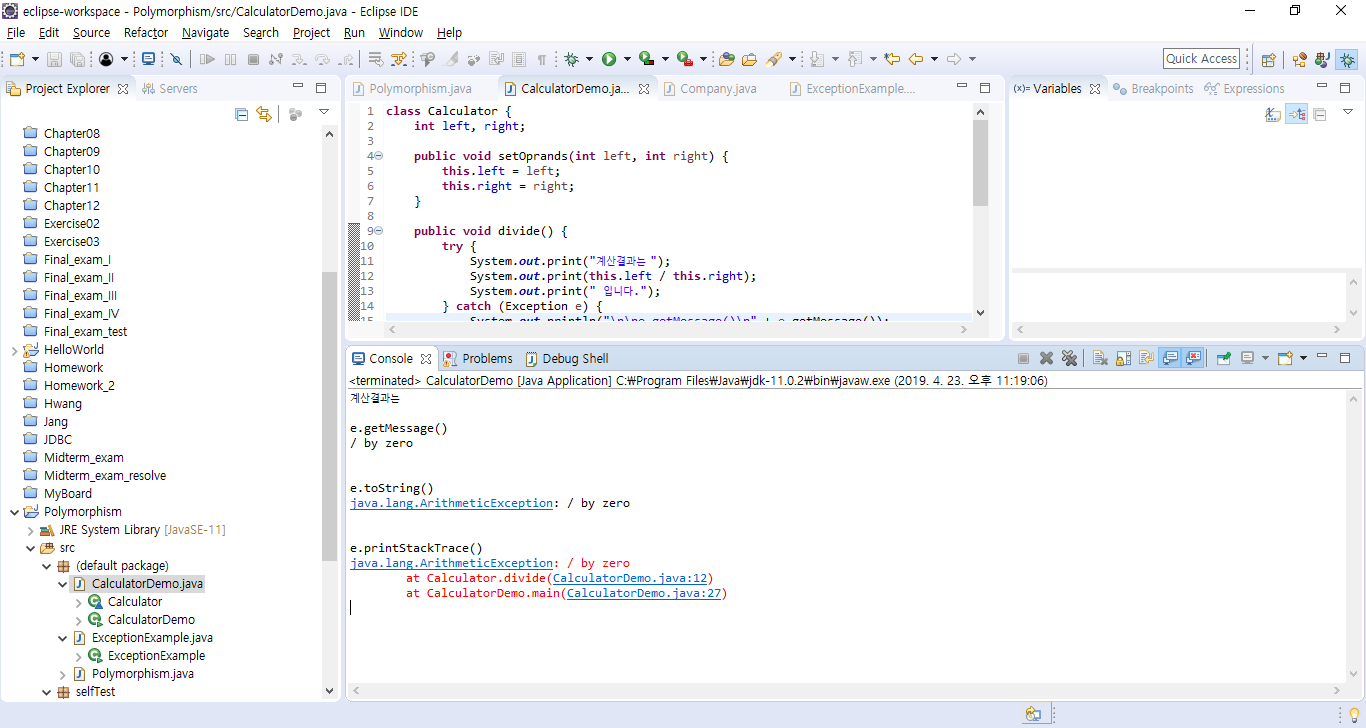 eclipse-workspace - Polymorphism/src/CalculatorDemo.java - Eclipse IDE
File Edit Source Refactor Navigate Search Project Run Window Help
Quick Access
Project Explorer
Servers
Chapter08
Chapter09
Chapter10
Chapter11
Chapter12
Exercise02
Exercise03
Final_exam_I
Final_exam_II
Final_exam_III
Final_exam_IV
Final_exam_test
HelloWorld
Homework
Homework_2
Hwang
Jang
JDBC
Midterm_exam
Midterm_exam_resolve
MyBoard
Polymorphism
JRE System Library [JavaSE-11]
src
(default package)
CalculatorDemo.java
Calculator
CalculatorDemo
ExceptionExample.java
ExceptionExample
Polymorphism.java
selfTest
Polymorphism.java
CalculatorDemo.ja...
Company.java
ExceptionExample....
1 class Calculator {
2 int left, right;
3
4 public void setOprands(int left, int right) {
5 this.left = left;
6 this.right = right;
7 }
8
9 public void divide() {
10 try {
11 System.out.print("계산결과는 ");
12 System.out.print(this.left / this.right);
13 System.out.print(" 입니다.");
14 } catch (Exception e) {
15 System.out.println("\n\ne.getMessage()\n" + e.getMessage());
(x)= Variables
Breakpoints
Expressions
Console
Problems
Debug Shell
<terminated> CalculatorDemo [Java Application] C:₩Program Files₩Java₩jdk-11.0.2₩bin₩javaw.exe (2019. 4. 23. 오후 11:19:06)
계산결과는
e.getMessage()
/ by zero
e.toString()
java.lang.ArithmeticException: / by zero
e.printStackTrace()
java.lang.ArithmeticException: / by zero
at Calculator.divide(CalculatorDemo.java:12)
at CalculatorDemo.main(CalculatorDemo.java:27)